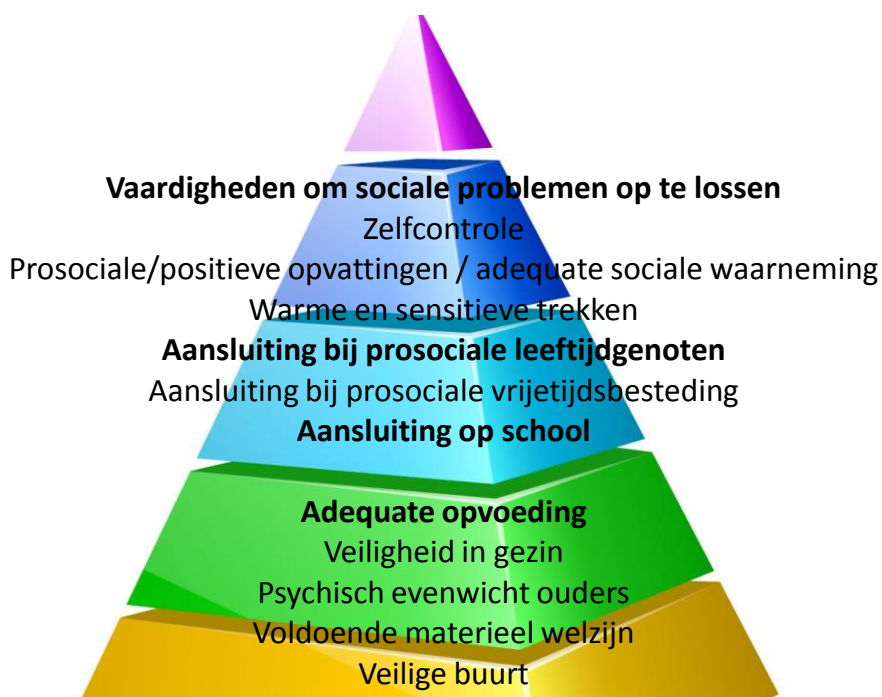 Vaardigheden om sociale problemen op te lossen
Zelfcontrole
Prosociale/positieve opvattingen / adequate sociale waarneming
Warme en sensitieve trekken
Aansluiting bij prosociale leeftijdgenoten
Aansluiting bij prosociale vrijetijdsbesteding
Aansluiting op school
Adequate opvoeding
Veiligheid in gezin
Psychisch evenwicht ouders
Voldoende materieel welzijn
Veilige buurt